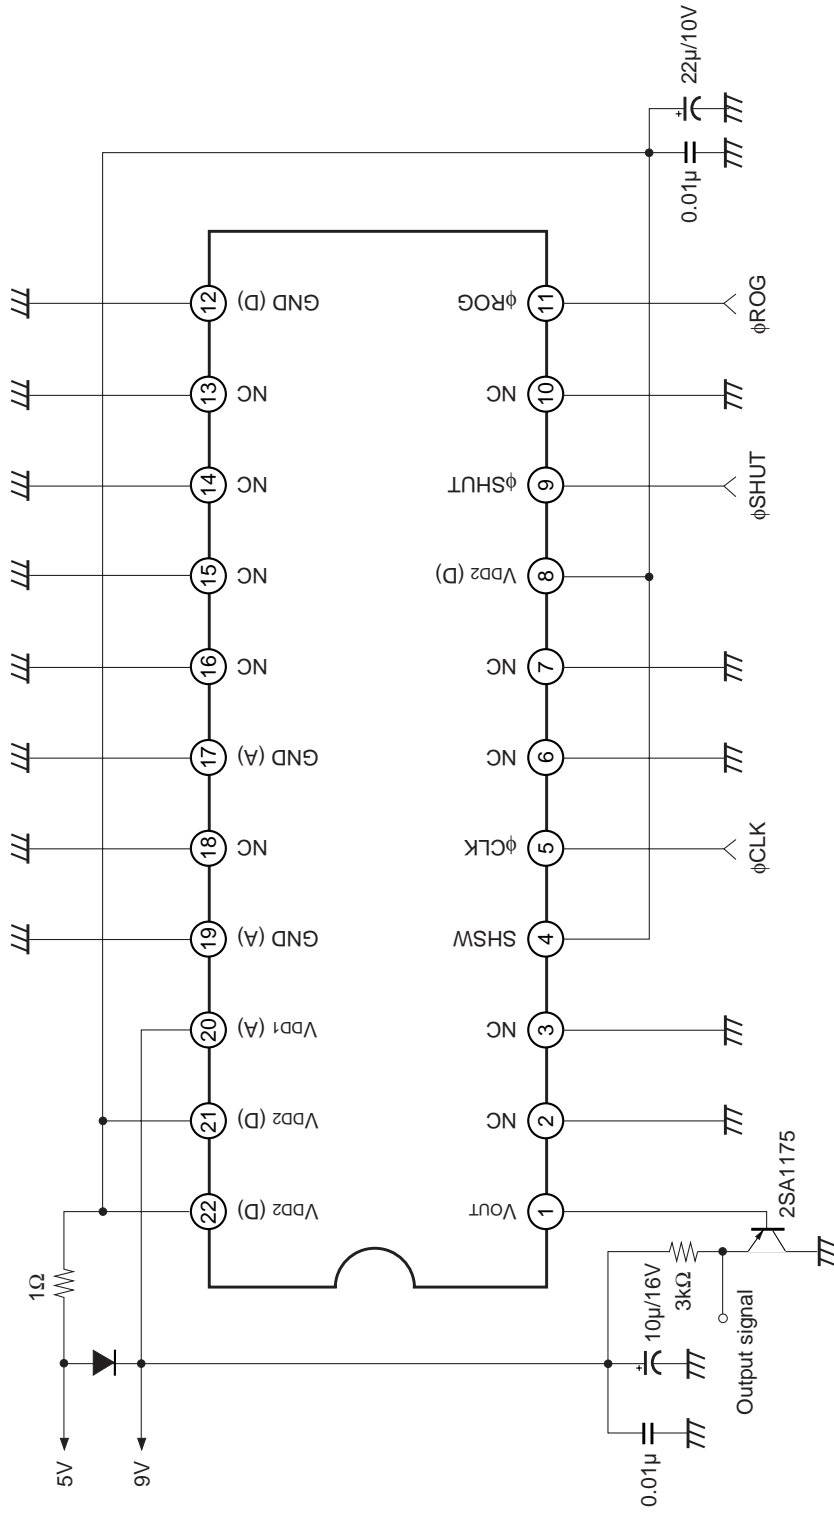 5V
9V
1Ω
22
VDD2 (D)
21
VDD2 (D)
20
VDD1 (A)
19
GND (A)
18
NC
17
GND (A)
16
NC
15
NC
14
NC
13
NC
12
GND (D)
1
VOUT
2
NC
3
NC
4
SHSW
5
ϕCLK
6
NC
7
NC
8
VDD2 (D)
9
ϕSHUT
10
NC
11
ϕROG
ϕCLK
ϕSHUT
ϕROG
0.01µ
22µ/10V
+
0.01µ
10µ/16V
+
3kΩ
Output signal
2SA1175